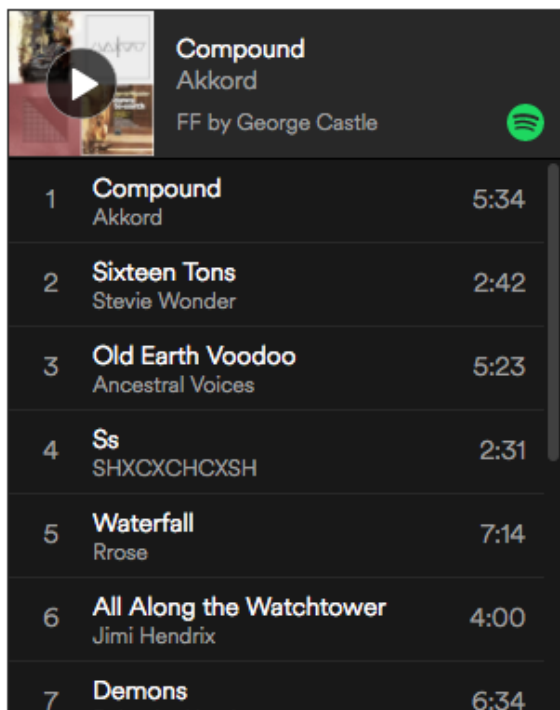 Compound
Akkord
FF by George Castle
1 Compound 5:34
Akkord
2 Sixteen Tons 2:42
Stevie Wonder
3 Old Earth Voodoo 5:23
Ancestral Voices
4 Ss 2:31
SHXCXCHCXSH
5 Waterfall 7:14
Rrose
6 All Along the Watchtower 4:00
Jimi Hendrix
7 Demons 6:34